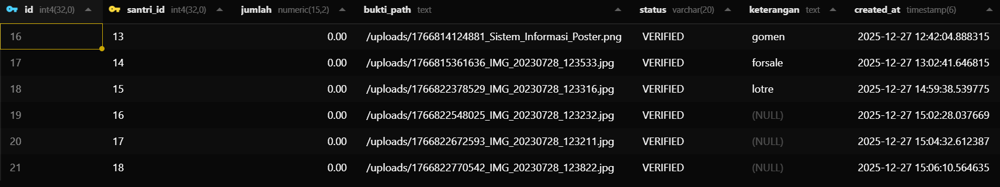 id int4(32,0) santri_id int4(32,0) jumlah numeric(15,2) bukti_path text status varchar(20) keterangan text created_at timestamp(6)
16 13 0.00 /uploads/1766814124881_Sistem_Informasi_Poster.png VERIFIED gomen 2025-12-27 12:42:04.888315
17 14 0.00 /uploads/1766815361636_IMG_20230728_123533.jpg VERIFIED forsale 2025-12-27 13:02:41.646815
18 15 0.00 /uploads/1766822378529_IMG_20230728_123316.jpg VERIFIED lotre 2025-12-27 14:59:38.539775
19 16 0.00 /uploads/1766822548025_IMG_20230728_123232.jpg VERIFIED (NULL) 2025-12-27 15:02:28.037669
20 17 0.00 /uploads/1766822672593_IMG_20230728_123211.jpg VERIFIED (NULL) 2025-12-27 15:04:32.612387
21 18 0.00 /uploads/1766822770542_IMG_20230728_123822.jpg VERIFIED (NULL) 2025-12-27 15:06:10.564635